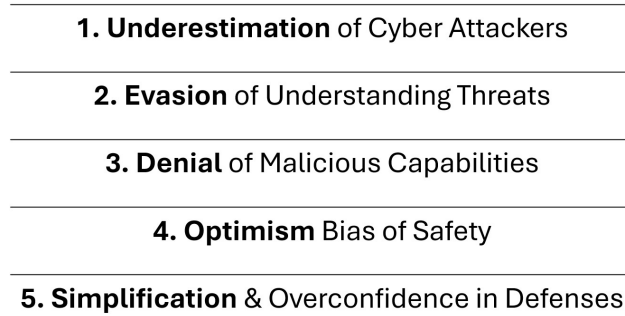 1. Underestimation of Cyber Attackers
2. Evasion of Understanding Threats
3. Denial of Malicious Capabilities
4. Optimism Bias of Safety
5. Simplification & Overconfidence in Defenses